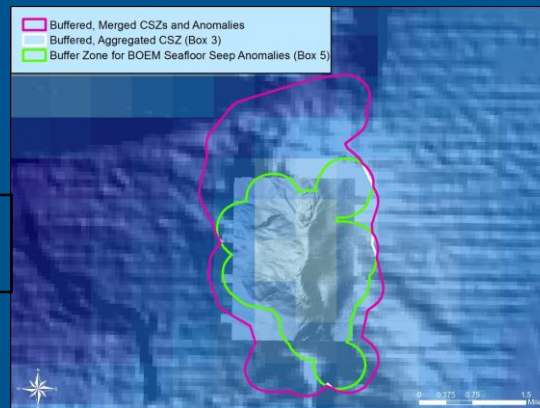 Buffered, Merged CSZs and Anomalies
Buffered, Aggregated CSZ (Box 3)
Buffer Zone for BOEM Seafloor Seep Anomalies (Box 5)
0 0.375 0.75 1.5